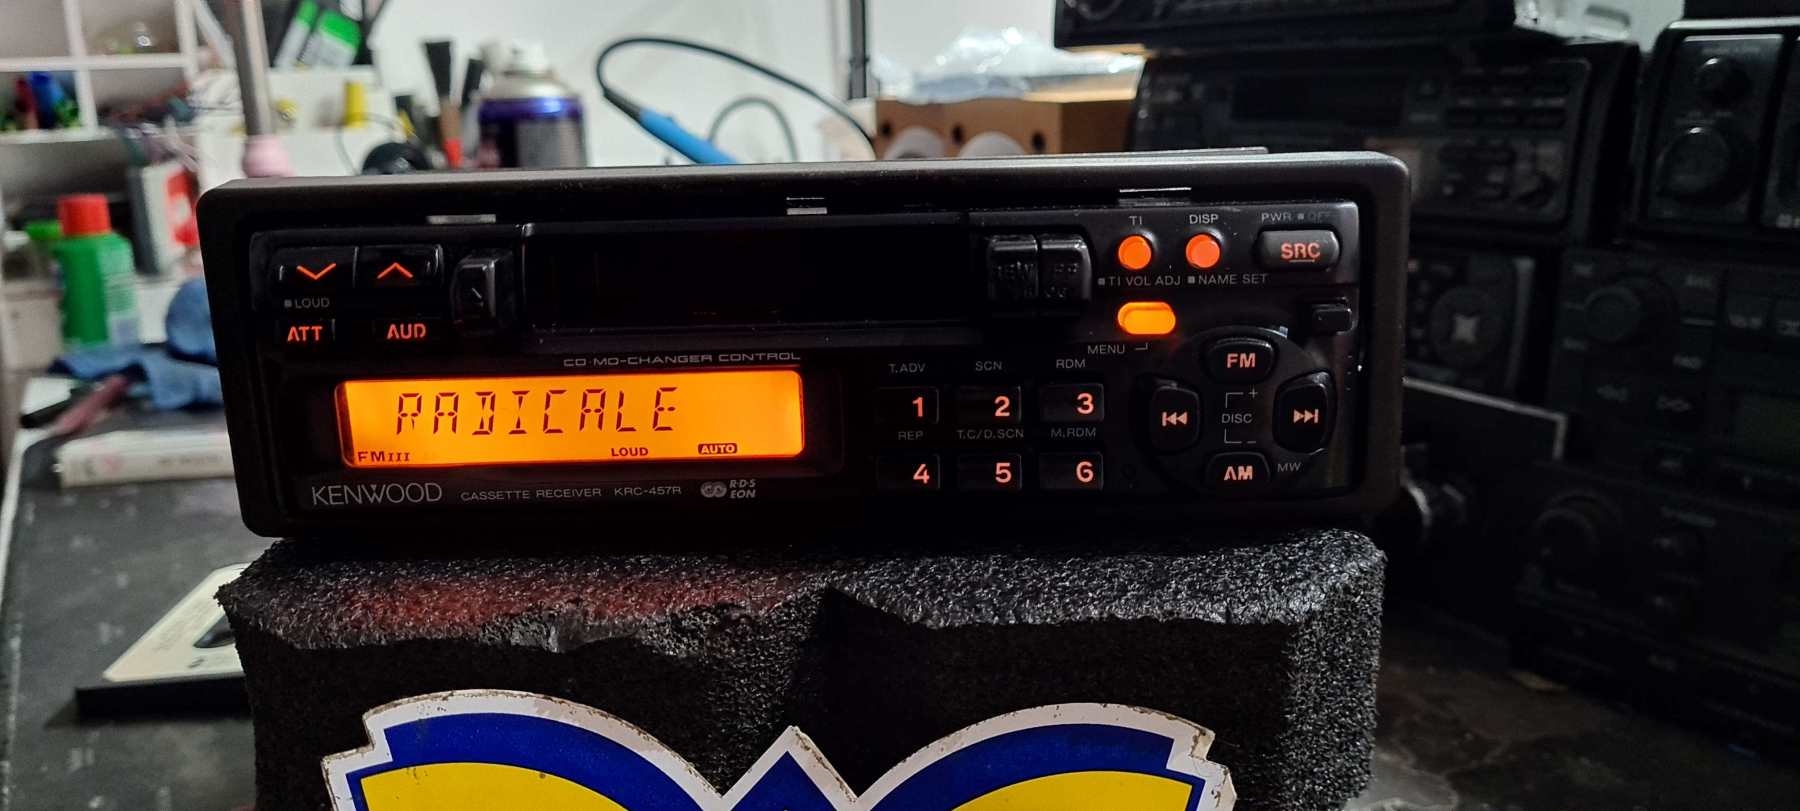 TI DISP PWR ■ OFF
SRC
■ LOUD
■ TI VOL ADJ ■ NAME SET
ATT AUD
MENU
CD·MD-CHANGER CONTROL
T.ADV SCN RDM
FM
RADICALE
1 2 3
DISC + -
REP T.C/D.SCN M.RDM
FMIII LOUD AUTO
4 5 6
AM MW
KENWOOD CASSETTE RECEIVER KRC-457R R·D·S
EON